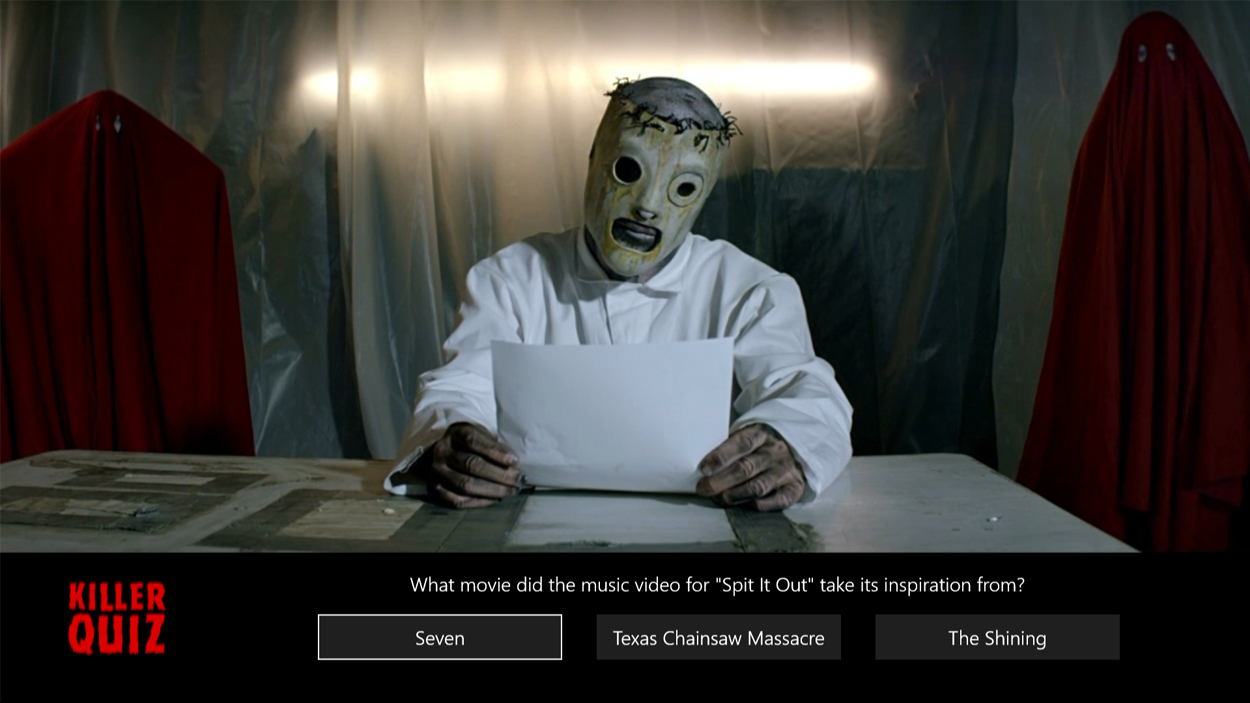 What movie did the music video for "Spit It Out" take its inspiration from?
KILLER
QUIZ
Seven
Texas Chainsaw Massacre
The Shining